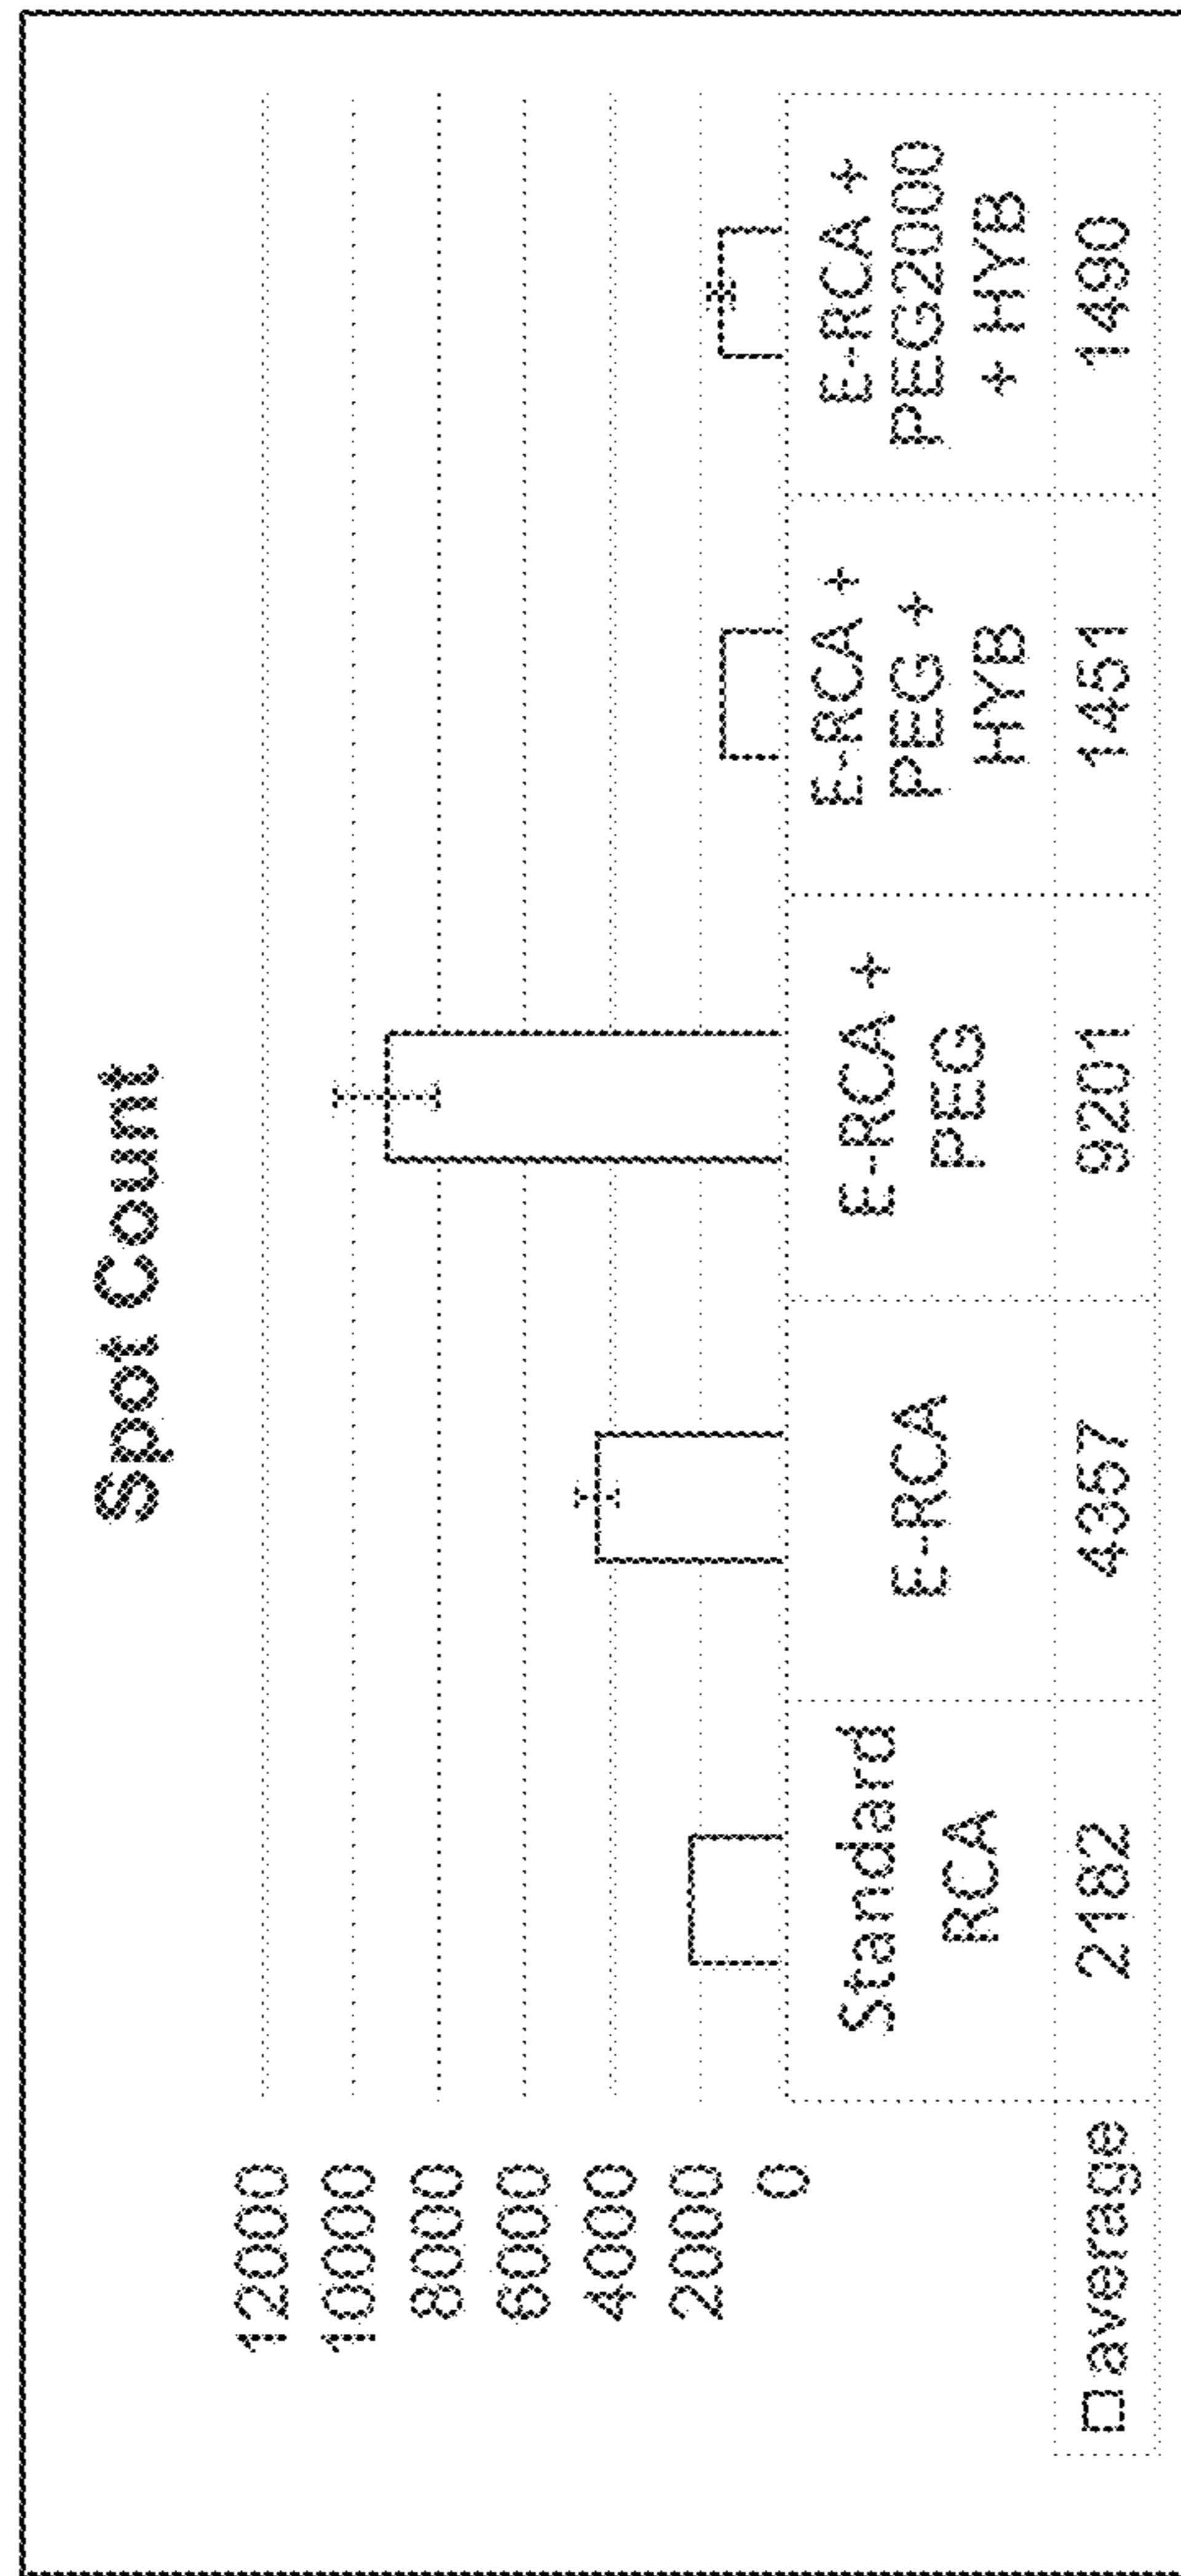 Spot Count
12000
10000
8000
6000
4000
2000
0
Standard
RCA
E-RCA
E-RCA +
PEG
E-RCA +
PEG +
HYB
E-RCA +
PEG2000
+ HYB
average
2182
4357
9201
1451
1490